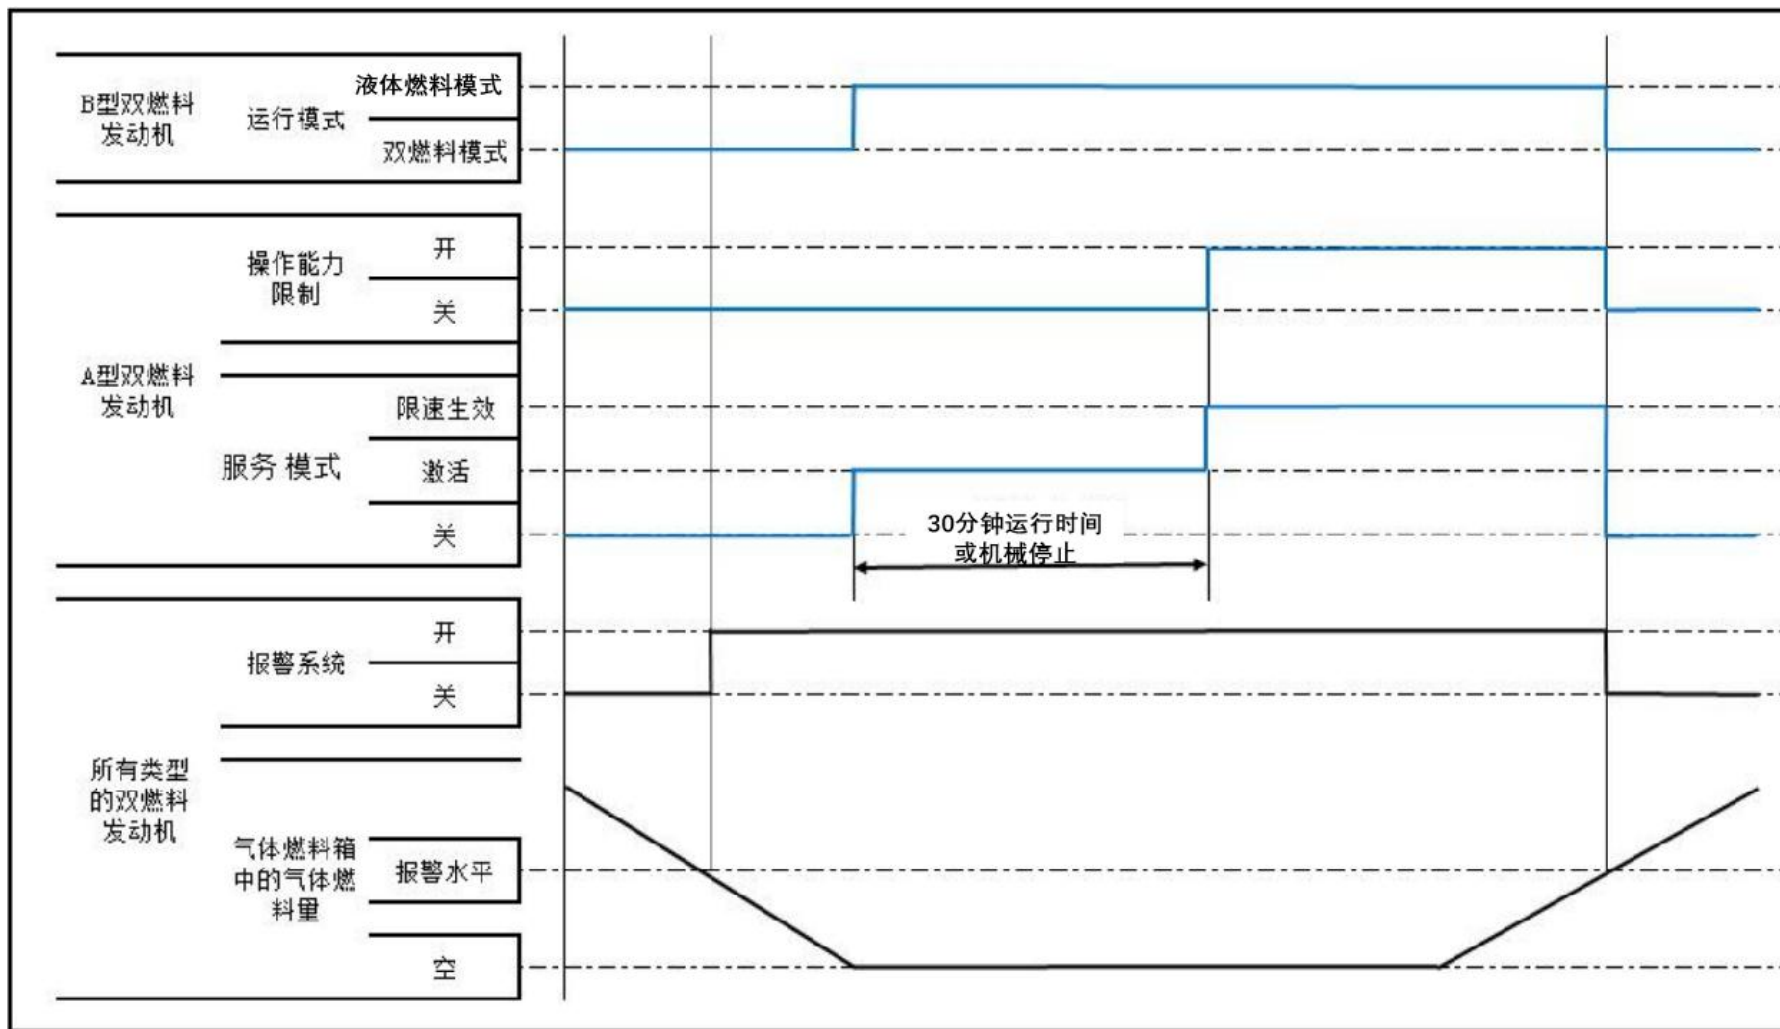 B型双燃料
发动机
运行模式
液体燃料模式
双燃料模式
A型双燃料
发动机
操作能力
限制
开
关
服务 模式
限速生效
激活
关
30分钟运行时间
或机械停止
所有类型
的双燃料
发动机
报警系统
开
关
气体燃料箱
中的气体燃
料量
报警水平
空